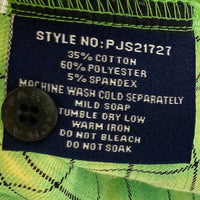 STYLE NO: PJS21727
35% COTTON
60% POLYESTER
5% SPANDEX
MACHINE WASH COLD SEPARATELY
MILD SOAP
TUMBLE DRY LOW
WARM IRON
DO NOT BLEACH
DO NOT SOAK